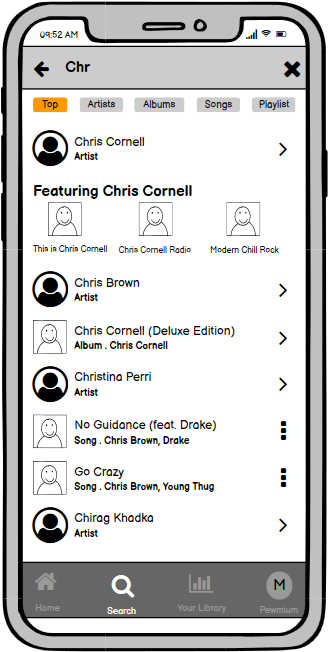 09:52 AM
Chr
Top Artists Albums Songs Playlist
Chris Cornell
Artist
Featuring Chris Cornell
This is Chris Cornell Chris Cornell Radio Modern Chill Rock
Chris Brown
Artist
Chris Cornell (Deluxe Edition)
Album . Chris Cornell
Christina Perri
Artist
No Guidance (feat. Drake)
Song . Chris Brown, Drake
Go Crazy
Song . Chris Brown, Young Thug
Chirag Khadka
Artist
M
Home Search Your Library Pewmium